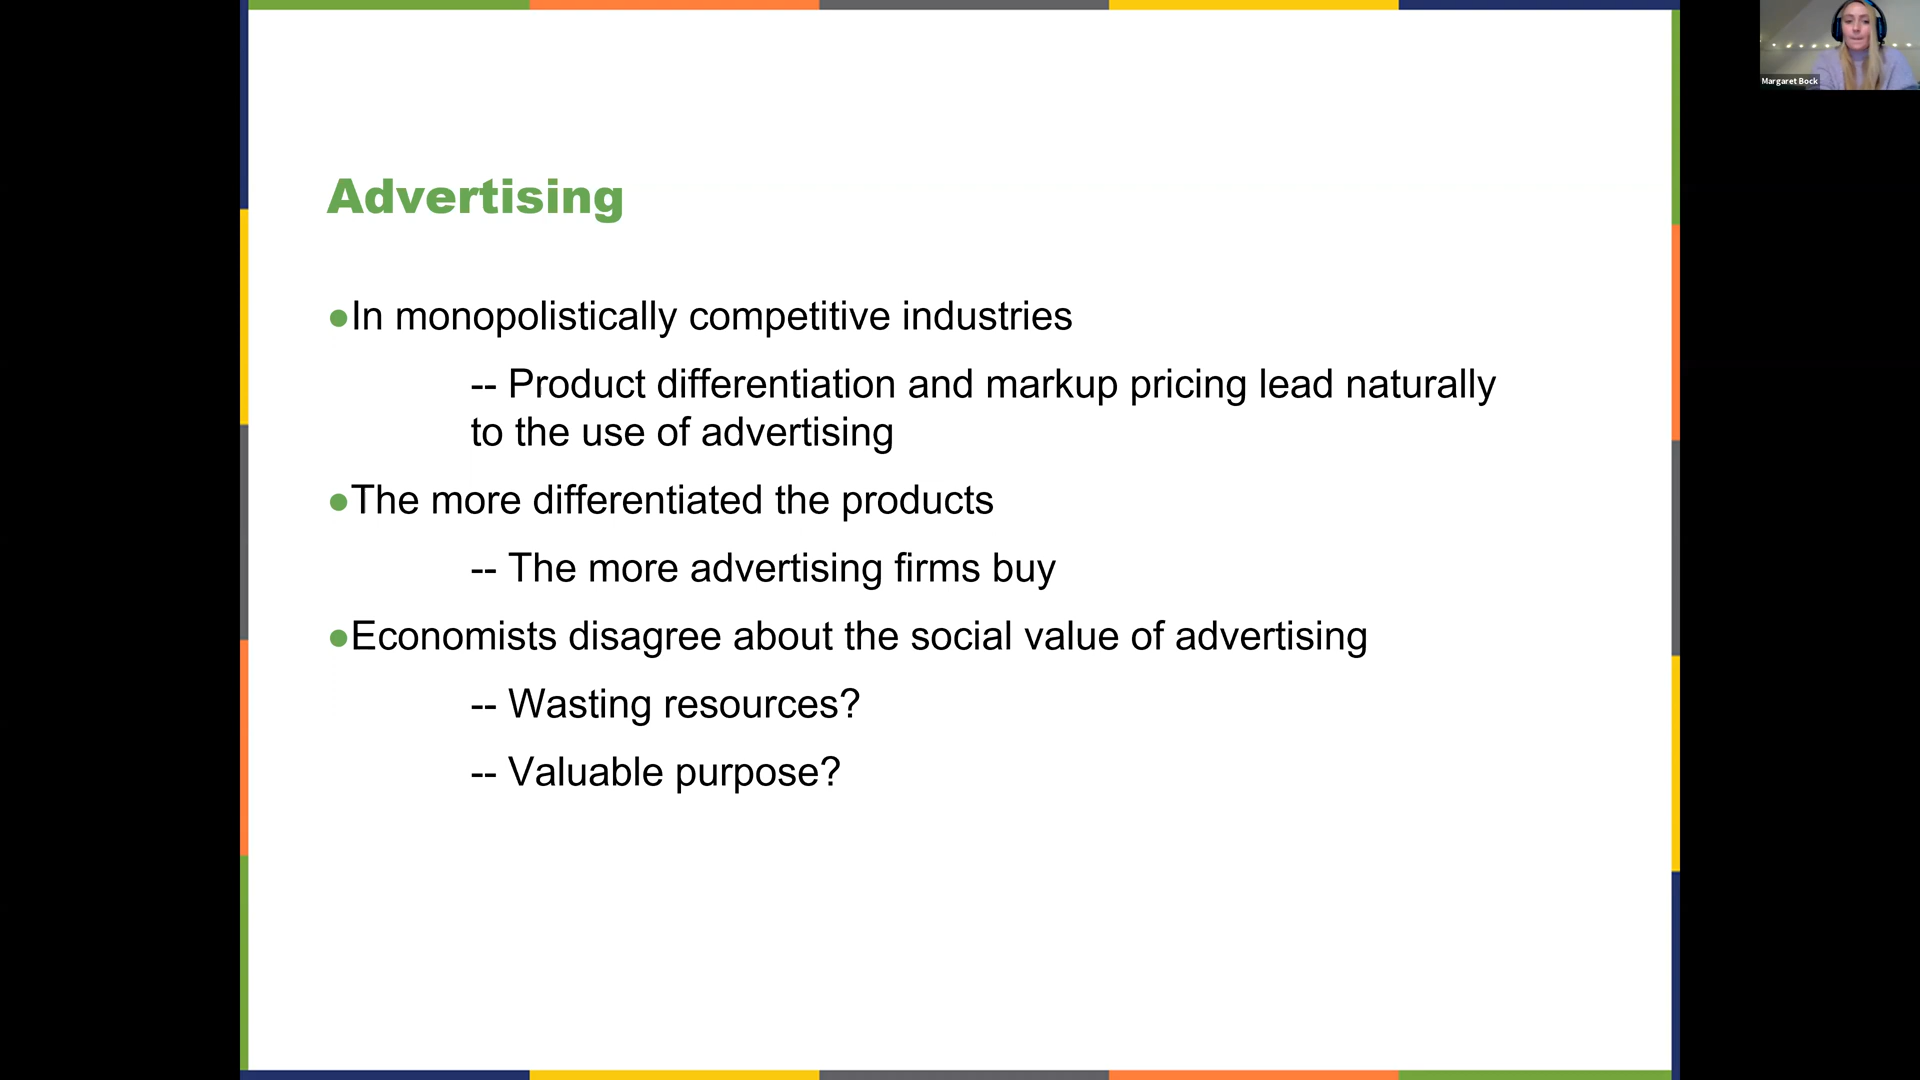 Margaret Bock
Advertising
●In monopolistically competitive industries
-- Product differentiation and markup pricing lead naturally
to the use of advertising
●The more differentiated the products
-- The more advertising firms buy
●Economists disagree about the social value of advertising
-- Wasting resources?
-- Valuable purpose?